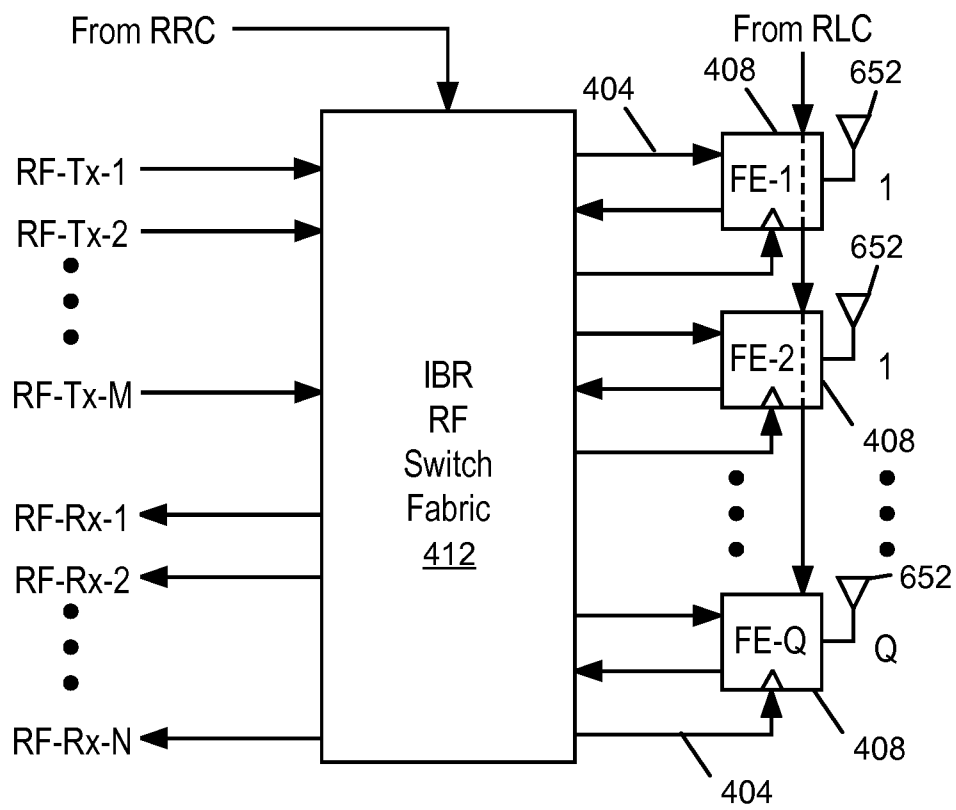 From RRC
From RLC
404
408
652
RF-Tx-1
FE-1
1
RF-Tx-2
652
FE-2
1
RF-Tx-M
IBR
RF
Switch
Fabric
412
408
RF-Rx-1
RF-Rx-2
652
FE-Q
Q
RF-Rx-N
408
404